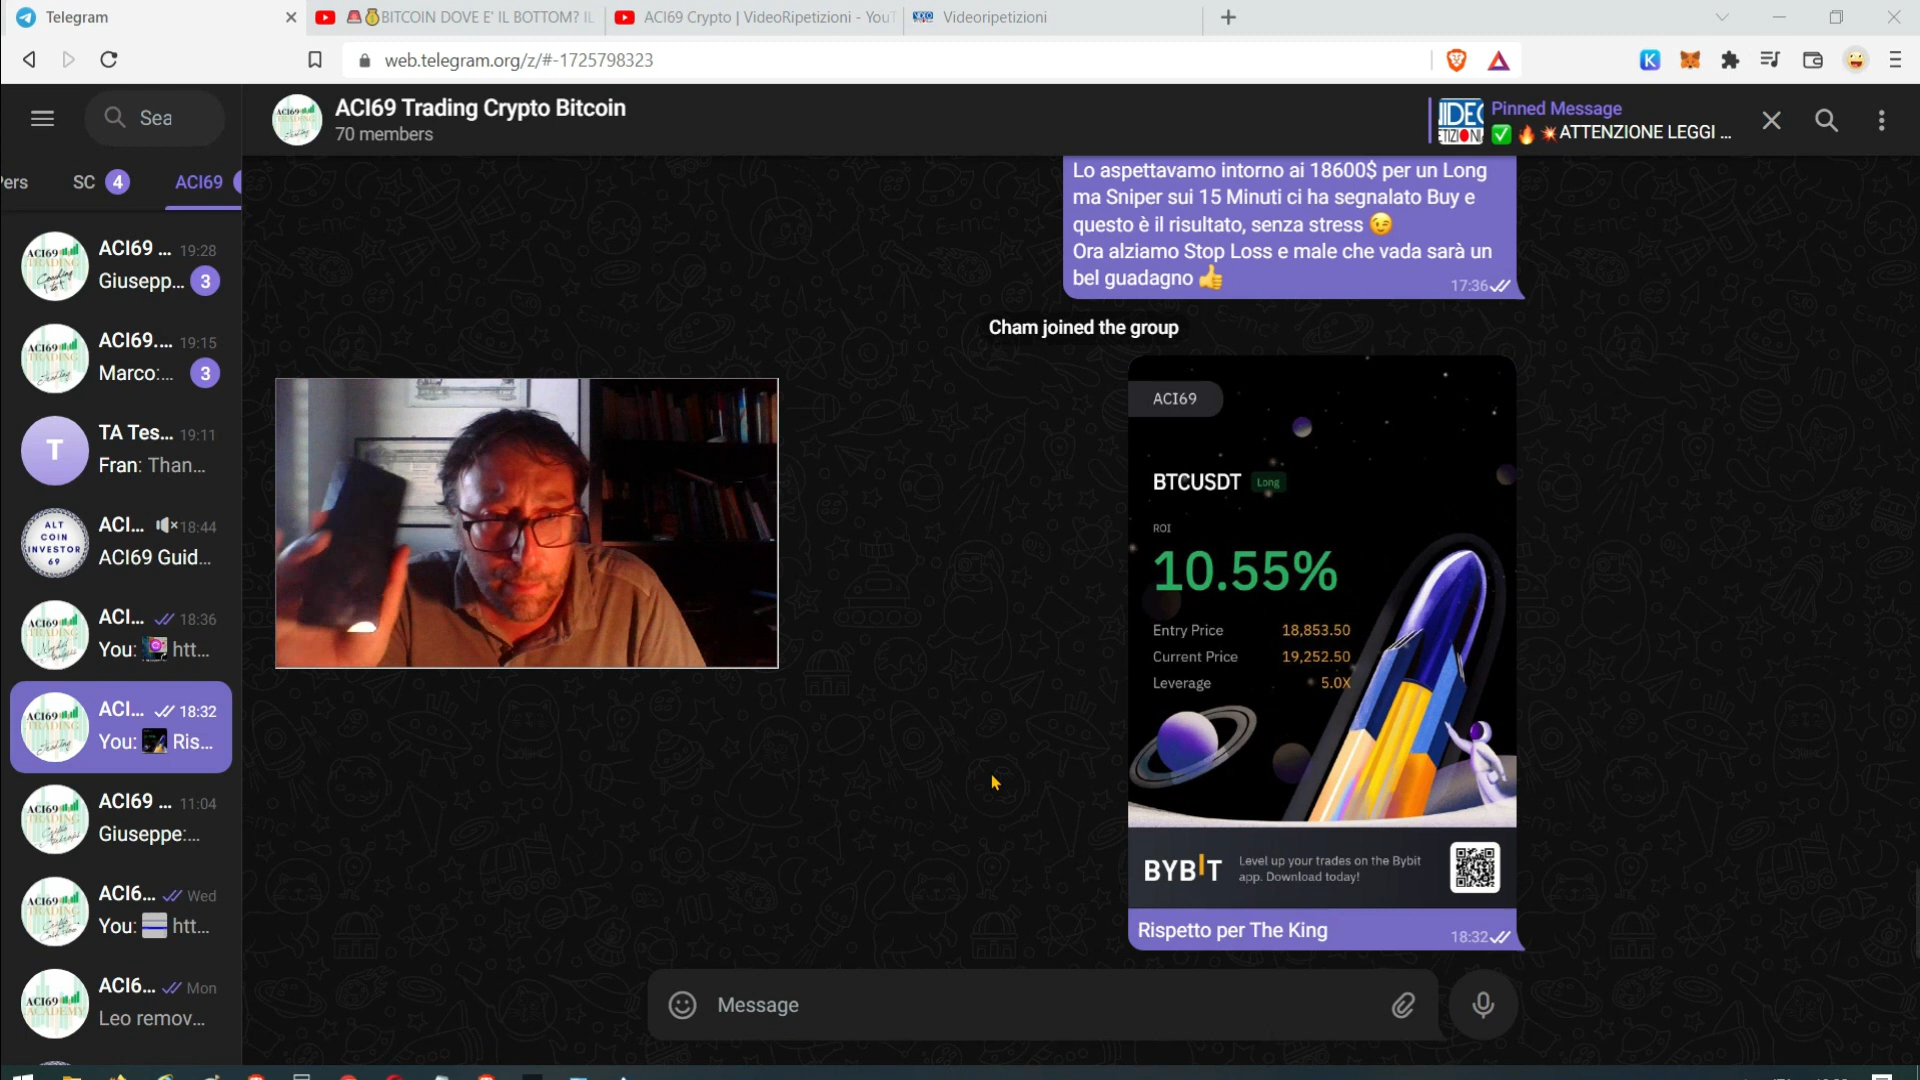 Telegram
BITCOIN DOVE E' IL BOTTOM? IL
ACI69 Crypto | VideoRipetizioni - YouT
Videoripetizioni
web.telegram.org/z/#-1725798323
Sea
ACI69 Trading Crypto Bitcoin
70 members
Pinned Message
✅🔥💥ATTENZIONE LEGGI ...
Pers
SC 4
ACI69
ACI69 ... 19:28
Giusepp... 3
ACI69.... 19:15
Marco:... 3
T
TA Tes... 19:11
Fran: Than...
ALT COIN INVESTOR 69
ACI... 18:44
ACI69 Guid...
ACI... 18:36
You: htt...
ACI... 18:32
You: Ris...
ACI69 ... 11:04
Giuseppe:...
ACI6... Wed
You: htt...
ACI6... Mon
Leo remov...
Lo aspettavamo intorno ai 18600$ per un Long
ma Sniper sui 15 Minuti ci ha segnalato Buy e
questo è il risultato, senza stress 😉
Ora alziamo Stop Loss e male che vada sarà un
bel guadagno 👍
17:36
Cham joined the group
ACI69
BTCUSDT Long
ROI
10.55%
Entry Price 18,853.50
Current Price 19,252.50
Leverage 5.0X
BYBIT
Level up your trades on the Bybit
app. Download today!
Rispetto per The King
18:32
Message